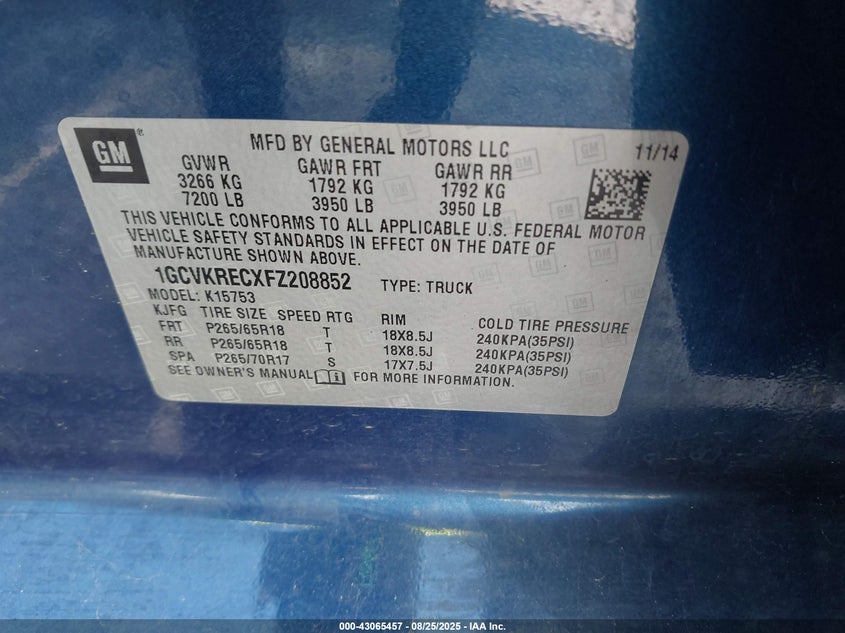 GM
®
MFD BY GENERAL MOTORS LLC
11/14
GVWR GAWR FRT GAWR RR
3266 KG 1792 KG 1792 KG
7200 LB 3950 LB 3950 LB
THIS VEHICLE CONFORMS TO ALL APPLICABLE U.S. FEDERAL MOTOR
VEHICLE SAFETY STANDARDS IN EFFECT ON THE DATE OF
MANUFACTURE SHOWN ABOVE.
1GCVKRECXFZ208852 TYPE: TRUCK
MODEL: K15753
KJFG TIRE SIZE SPEED RTG RIM COLD TIRE PRESSURE
FRT P265/65R18 T 18X8.5J 240KPA(35PSI)
RR P265/65R18 T 18X8.5J 240KPA(35PSI)
SPA P265/70R17 S 17X7.5J 240KPA(35PSI)
SEE OWNER'S MANUAL FOR MORE INFORMATION.
000-43065457 - 08/25/2025 - IAA Inc.